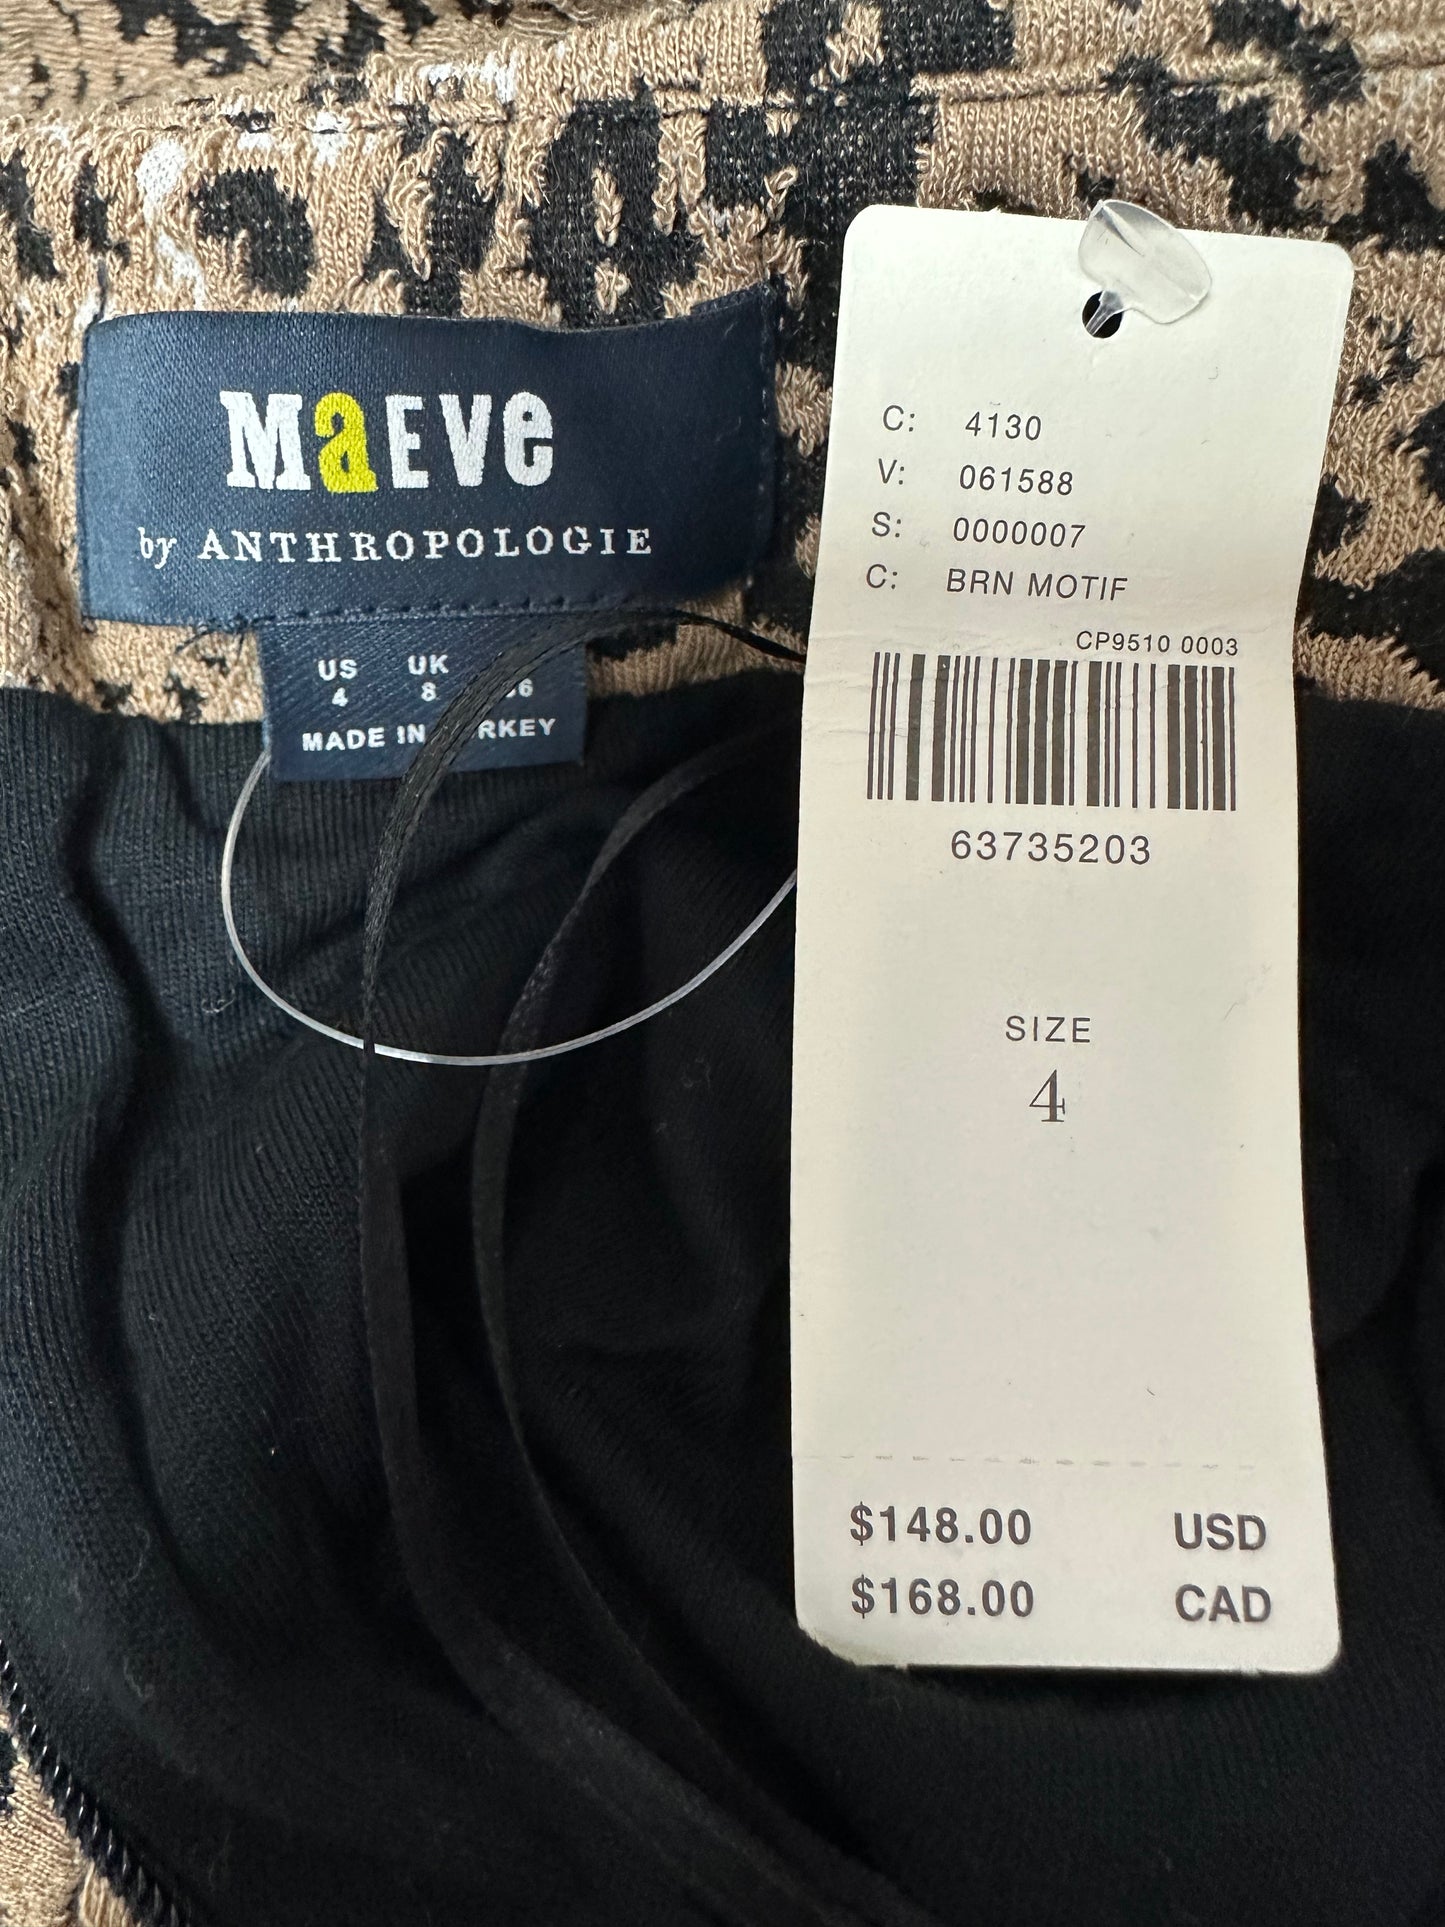 MaEVe
by ANTHROPOLOGIE
US UK
4 8
MADE IN
C: 4130
V: 061588
S: 0000007
C: BRN MOTIF
CP9510 0003
63735203
SIZE
4
$148.00 USD
$168.00 CAD